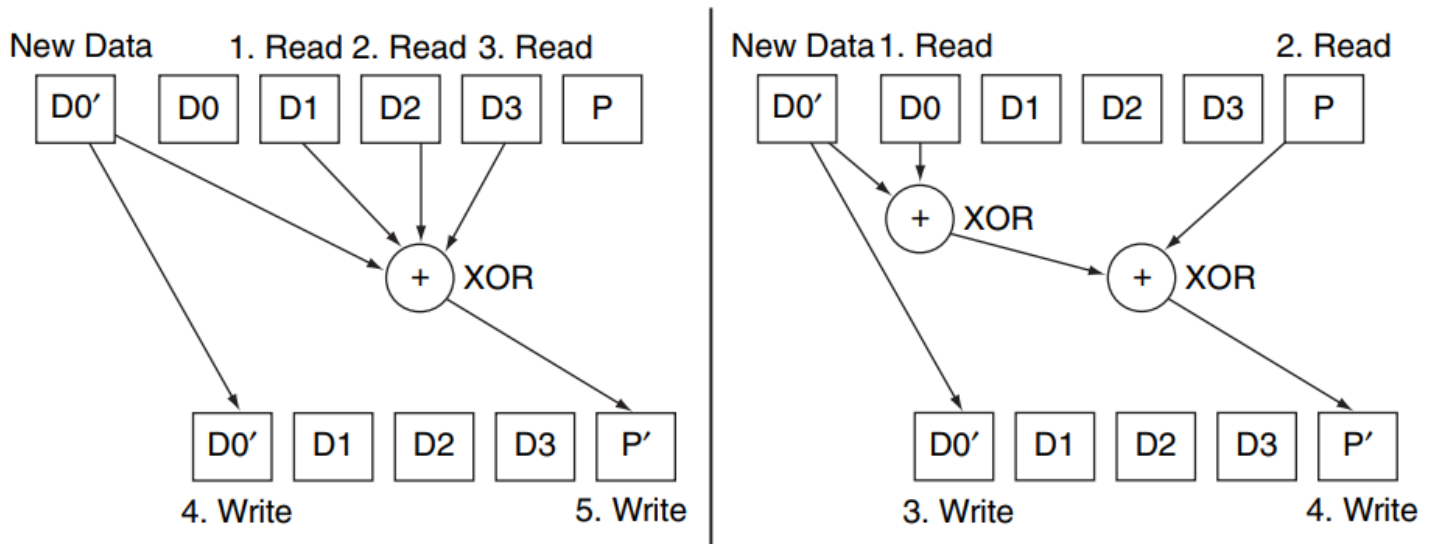 New Data 1. Read 2. Read 3. Read
D0′ D0 D1 D2 D3 P
+ XOR
D0′ D1 D2 D3 P′
4. Write 5. Write
New Data 1. Read 2. Read
D0′ D0 D1 D2 D3 P
+ XOR
+ XOR
D0′ D1 D2 D3 P′
3. Write 4. Write